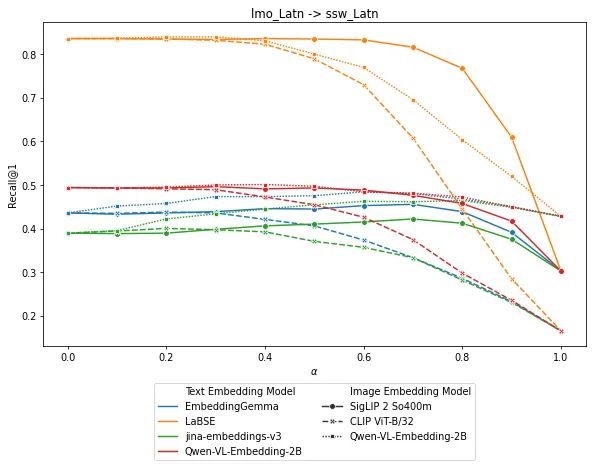 lmo_Latn -> ssw_Latn
Recall@1
0.8
0.7
0.6
0.5
0.4
0.3
0.2
0.0 0.2 0.4 0.6 0.8 1.0
α
Text Embedding Model Image Embedding Model
EmbeddingGemma SigLIP 2 So400m
LaBSE CLIP ViT-B/32
jina-embeddings-v3 Qwen-VL-Embedding-2B
Qwen-VL-Embedding-2B